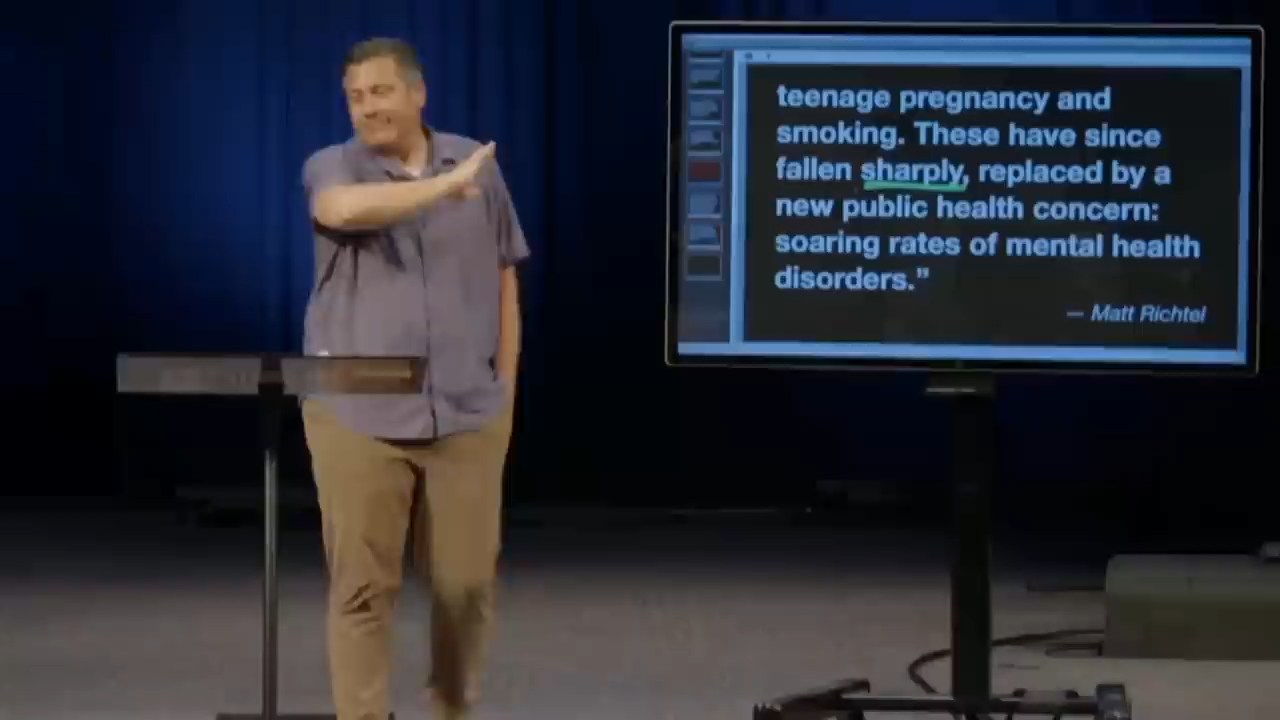 teenage pregnancy and
smoking. These have since
fallen sharply, replaced by a
new public health concern:
soaring rates of mental health
disorders.”
— Matt Richtel